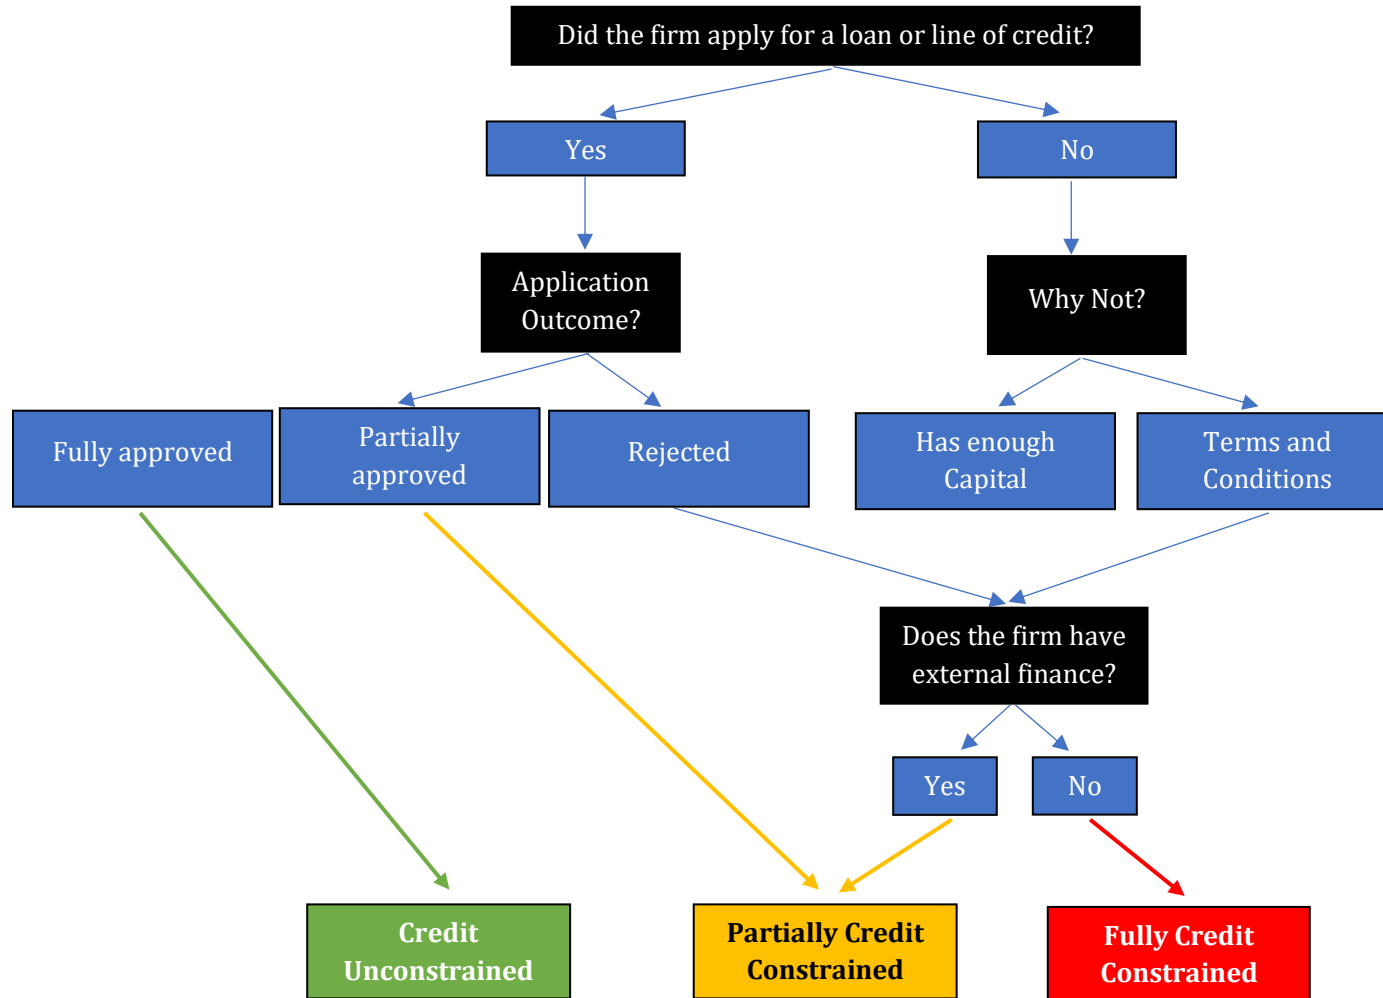 Did the firm apply for a loan or line of credit?
Yes
No
Application
Outcome?
Why Not?
Fully approved
Partially
approved
Rejected
Has enough
Capital
Terms and
Conditions
Does the firm have
external finance?
Yes
No
Credit
Unconstrained
Partially Credit
Constrained
Fully Credit
Constrained